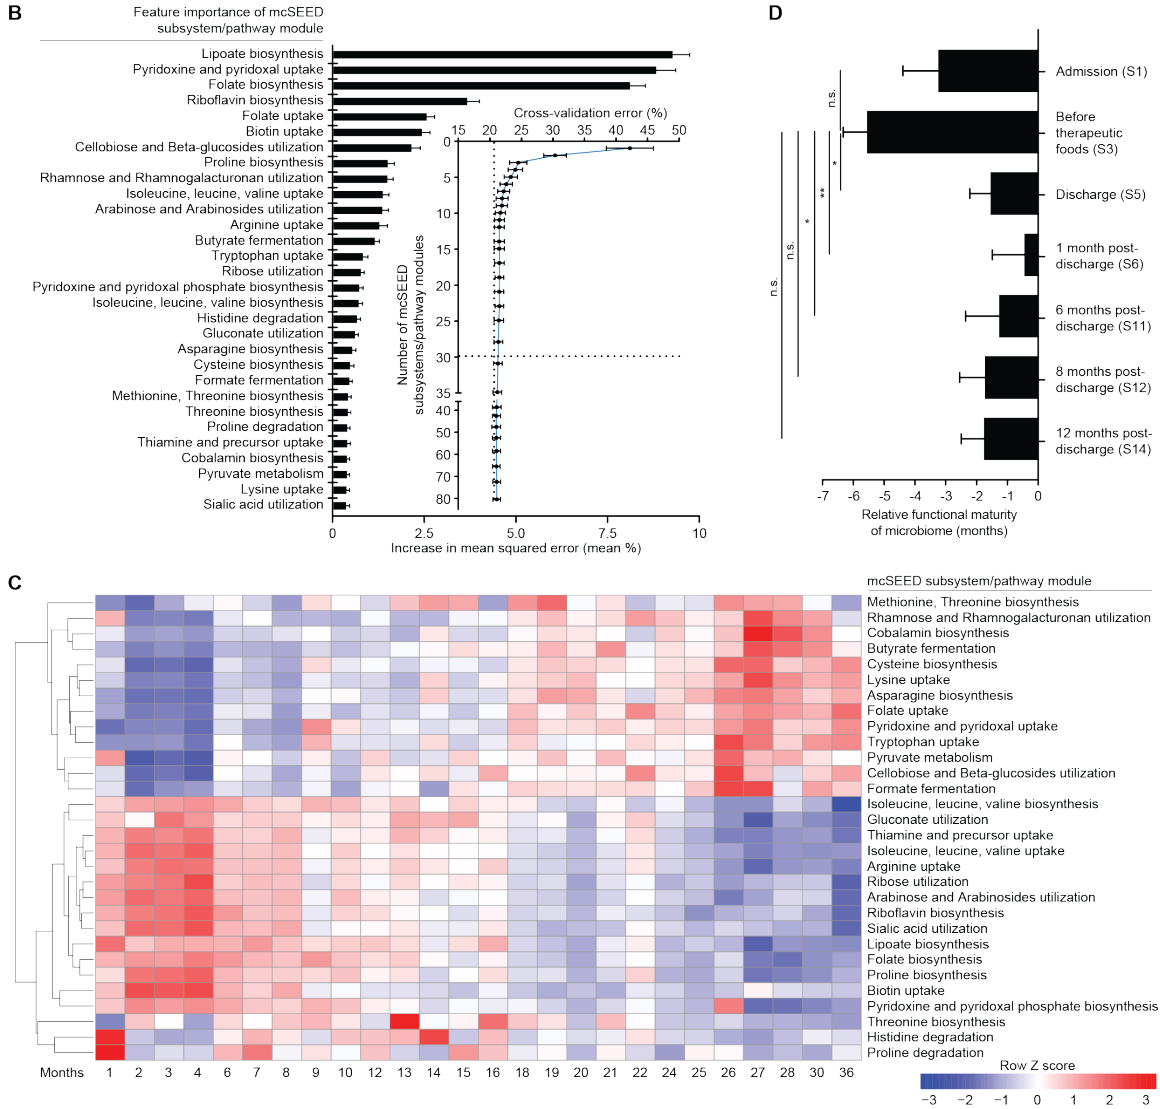 B
Feature importance of mcSEED
subsystem/pathway module
Lipoate biosynthesis
Pyridoxine and pyridoxal uptake
Folate biosynthesis
Riboflavin biosynthesis
Folate uptake
Biotin uptake
Cellobiose and Beta-glucosides utilization
Proline biosynthesis
Rhamnose and Rhamnogalacturonan utilization
Isoleucine, leucine, valine uptake
Arabinose and Arabinosides utilization
Arginine uptake
Butyrate fermentation
Tryptophan uptake
Ribose utilization
Pyridoxine and pyridoxal phosphate biosynthesis
Isoleucine, leucine, valine biosynthesis
Histidine degradation
Gluconate utilization
Asparagine biosynthesis
Cysteine biosynthesis
Formate fermentation
Methionine, Threonine biosynthesis
Threonine biosynthesis
Proline degradation
Thiamine and precursor uptake
Cobalamin biosynthesis
Pyruvate metabolism
Lysine uptake
Sialic acid utilization
0 2.5 5.0 7.5 10
Increase in mean squared error (mean %)
Cross-validation error (%)
15 20 25 30 35 40 45 50
0
5
10
15
20
25
30
35
40
50
60
70
80
Number of mcSEED
subsystems/pathway modules
D
n.s.
*
**
*
n.s.
n.s.
Admission (S1)
Before
therapeutic
foods (S3)
Discharge (S5)
1 month post-
discharge (S6)
6 months post-
discharge (S11)
8 months post-
discharge (S12)
12 months post-
discharge (S14)
-7 -6 -5 -4 -3 -2 -1 0
Relative functional maturity
of microbiome (months)
C
mcSEED subsystem/pathway module
Methionine, Threonine biosynthesis
Rhamnose and Rhamnogalacturonan utilization
Cobalamin biosynthesis
Butyrate fermentation
Cysteine biosynthesis
Lysine uptake
Asparagine biosynthesis
Folate uptake
Pyridoxine and pyridoxal uptake
Tryptophan uptake
Pyruvate metabolism
Cellobiose and Beta-glucosides utilization
Formate fermentation
Isoleucine, leucine, valine biosynthesis
Gluconate utilization
Thiamine and precursor uptake
Isoleucine, leucine, valine uptake
Arginine uptake
Ribose utilization
Arabinose and Arabinosides utilization
Riboflavin biosynthesis
Sialic acid utilization
Lipoate biosynthesis
Folate biosynthesis
Proline biosynthesis
Biotin uptake
Pyridoxine and pyridoxal phosphate biosynthesis
Threonine biosynthesis
Histidine degradation
Proline degradation
Months 1 2 3 4 6 7 8 9 10 12 13 14 15 16 18 19 20 21 22 24 25 26 27 28 30 36
Row Z score
−3 −2 −1 0 1 2 3